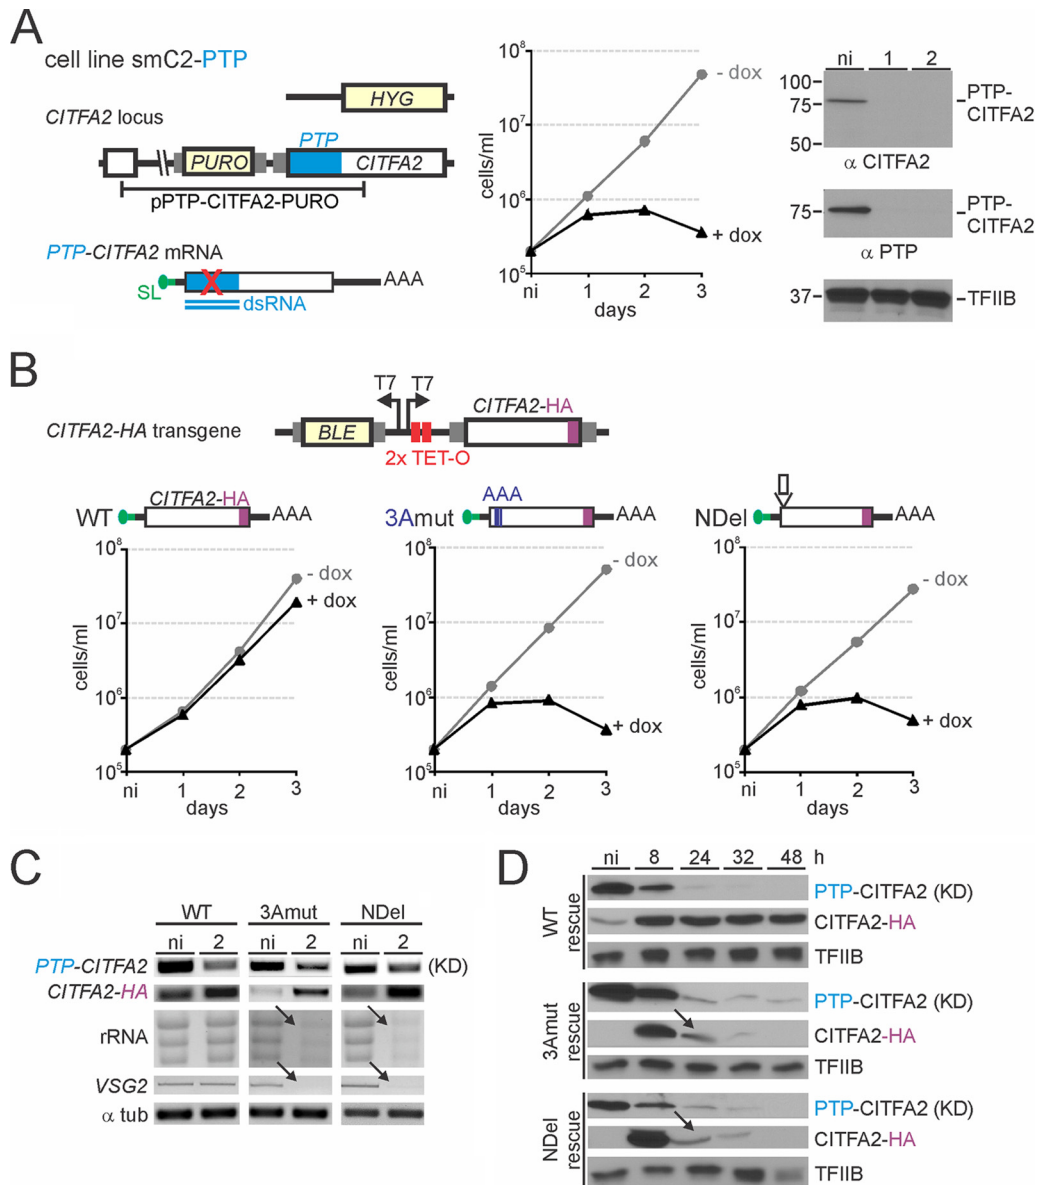 A
cell line smC2-PTP
HYG
CITFA2 locus
PTP
PURO
CITFA2
pPTP-CITFA2-PURO
PTP-CITFA2 mRNA
SL
X
AAA
dsRNA
10^8
10^7
10^6
10^5
cells/ml
- dox
+ dox
ni 1 2 3
days
ni 1 2
100
75
50
PTP-
CITFA2
α CITFA2
75
PTP-
CITFA2
α PTP
37
TFIIB
B
T7 T7
CITFA2-HA
CITFA2-HA transgene
BLE
2x TET-O
WT
CITFA2-HA
AAA
10^8
10^7
10^6
10^5
cells/ml
- dox
+ dox
ni 1 2 3
days
AAA
3Amut
AAA
10^8
10^7
10^6
10^5
cells/ml
- dox
+ dox
ni 1 2 3
days
NDel
AAA
10^8
10^7
10^6
10^5
cells/ml
- dox
+ dox
ni 1 2 3
days
C
WT 3Amut NDel
ni 2 ni 2 ni 2
PTP-CITFA2 (KD)
CITFA2-HA
rRNA
VSG2
α tub
D
ni 8 24 32 48 h
WT
rescue
PTP-CITFA2 (KD)
CITFA2-HA
TFIIB
3Amut
rescue
PTP-CITFA2 (KD)
CITFA2-HA
TFIIB
NDel
rescue
PTP-CITFA2 (KD)
CITFA2-HA
TFIIB